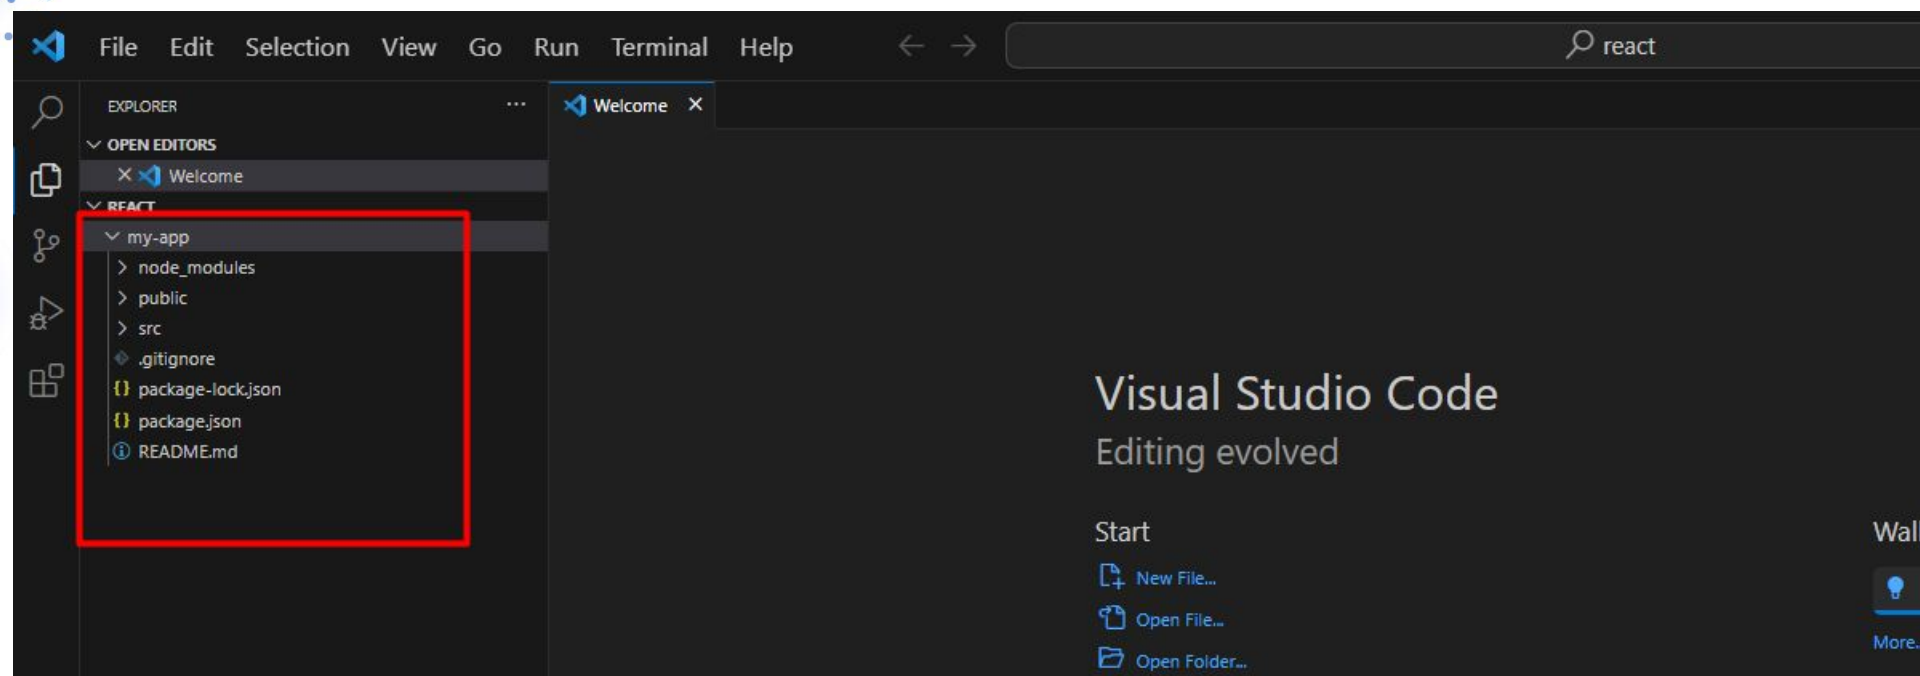 File Edit Selection View Go Run Terminal Help react
EXPLORER
Welcome
OPEN EDITORS
Welcome
REACT
my-app
node_modules
public
src
.gitignore
package-lock.json
package.json
README.md
Visual Studio Code
Editing evolved
Start
New File...
Open File...
Open Folder...
Wal
More.